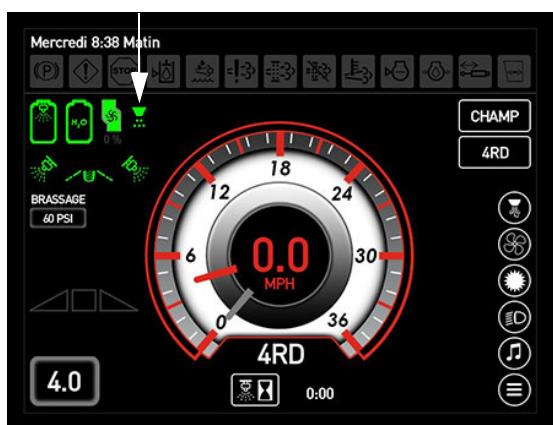 Mercredi 8:38 Matin
(P)
STOP
H₂O
0 %
CHAMP
4RD
BRASSAGE
60 PSI
0
6
12
18
24
30
36
0.0
MPH
4RD
4.0
0:00